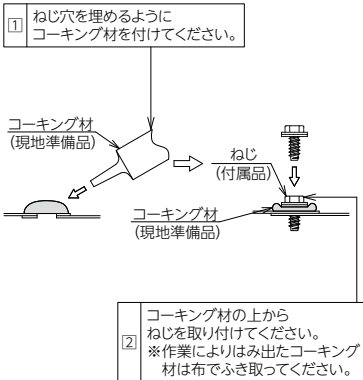 1
ねじ穴を埋めるように
コーキング材を付けてください。
コーキング材
(現地準備品)
ねじ
(付属品)
コーキング材
(現地準備品)
2
コーキング材の上から
ねじを取り付けてください。
※作業によりはみ出たコーキング
材は布でふき取ってください。